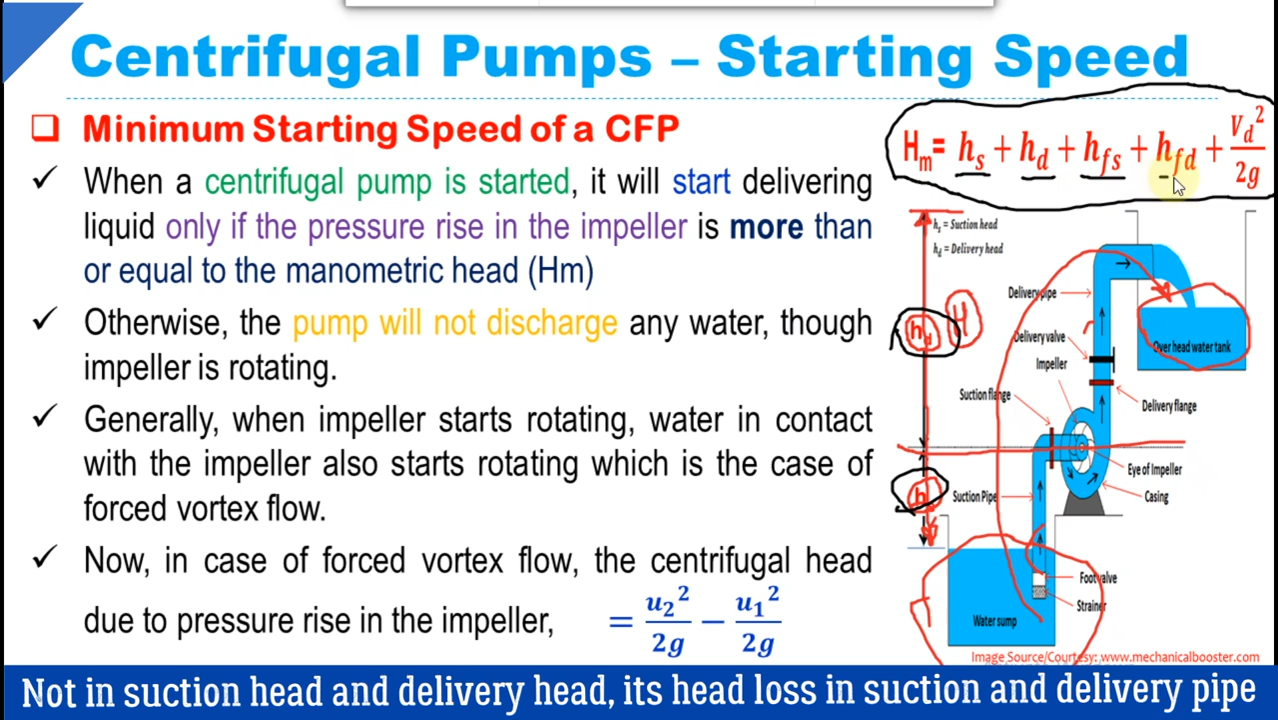 Centrifugal Pumps – Starting Speed
❑ Minimum Starting Speed of a CFP
✓ When a centrifugal pump is started, it will start delivering
liquid only if the pressure rise in the impeller is more than
or equal to the manometric head (Hm)
✓ Otherwise, the pump will not discharge any water, though
impeller is rotating.
✓ Generally, when impeller starts rotating, water in contact
with the impeller also starts rotating which is the case of
forced vortex flow.
✓ Now, in case of forced vortex flow, the centrifugal head
due to pressure rise in the impeller, = u₂²/2g − u₁²/2g
Hₘ= hₛ + h_d + h_fs + h_fd + V_d²/2g
hₛ = Suction head
h_d = Delivery head
Delivery pipe
h_d H
Delivery valve
Over head water tank
Impeller
Suction flange
Delivery flange
Eye of Impeller
h
Suction Pipe
Casing
Foot valve
Strainer
Water sump
Image Source/Courtesy: www.mechanicalbooster.com
Not in suction head and delivery head, its head loss in suction and delivery pipe